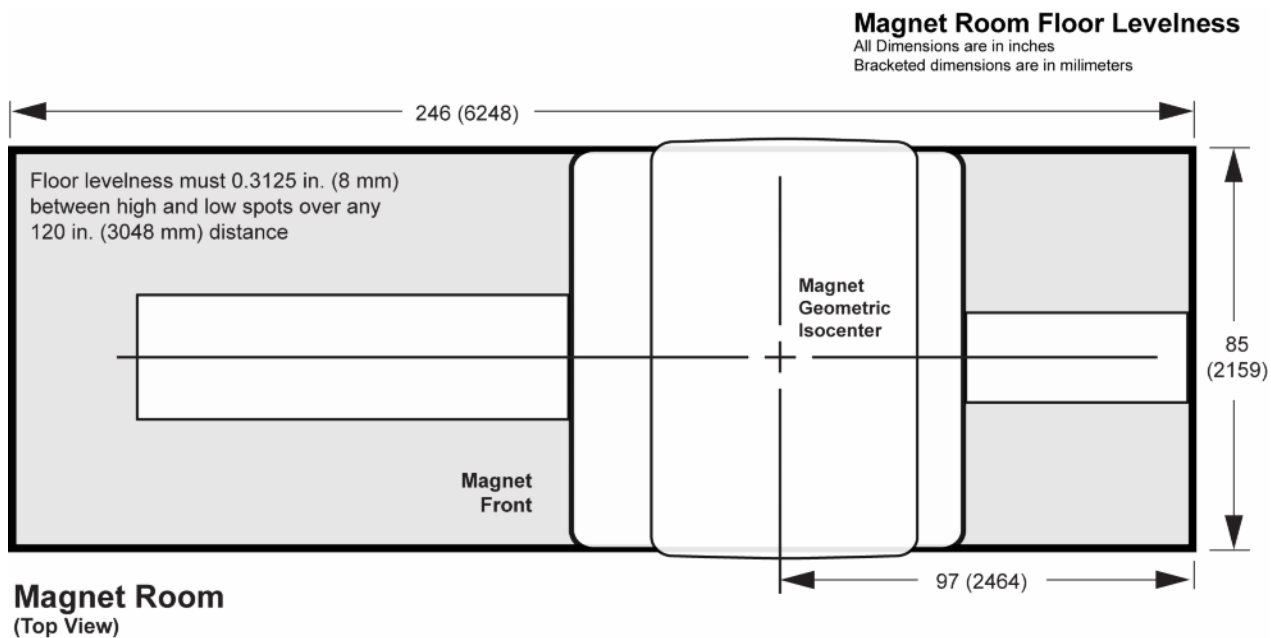 Magnet Room Floor Levelness
All Dimensions are in inches
Bracketed dimensions are in milimeters
246 (6248)
Floor levelness must 0.3125 in. (8 mm)
between high and low spots over any
120 in. (3048 mm) distance
Magnet
Geometric
Isocenter
85
(2159)
Magnet
Front
97 (2464)
Magnet Room
(Top View)